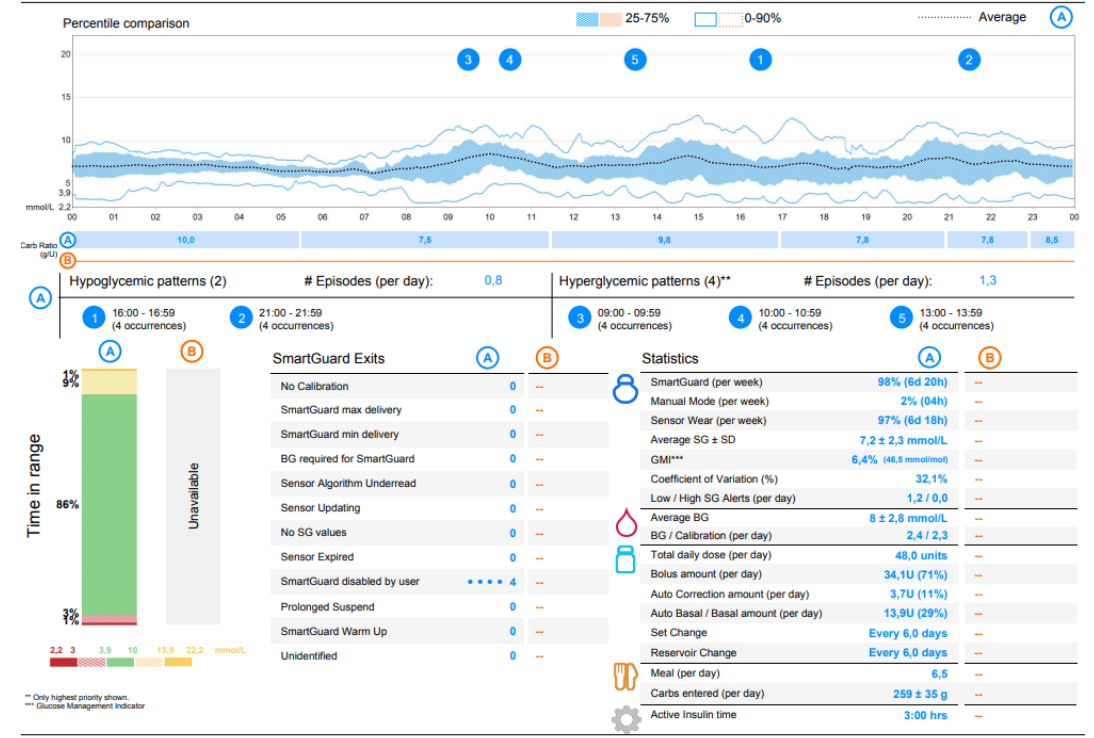 Percentile comparison
25-75%
0-90%
Average
A
20
15
10
5
3,9
mmol/L 2,2
3
4
5
1
2
00 01 02 03 04 05 06 07 08 09 10 11 12 13 14 15 16 17 18 19 20 21 22 23 00
Carb Ratio
(g/U)
A 10,0 7,5 9,8 7,8 7,8 8,5
B
A
Hypoglycemic patterns (2) # Episodes (per day): 0,8
Hyperglycemic patterns (4)** # Episodes (per day): 1,3
1 16:00 - 16:59
(4 occurrences)
2 21:00 - 21:59
(4 occurrences)
3 09:00 - 09:59
(4 occurrences)
4 10:00 - 10:59
(4 occurrences)
5 13:00 - 13:59
(4 occurrences)
A B
Time in range
1%
9%
86%
3%
1%
Unavailable
2,2 3 3,9 10 13,9 22,2 mmol/L
SmartGuard Exits A B
No Calibration 0 --
SmartGuard max delivery 0 --
SmartGuard min delivery 0 --
BG required for SmartGuard 0 --
Sensor Algorithm Underread 0 --
Sensor Updating 0 --
No SG values 0 --
Sensor Expired 0 --
SmartGuard disabled by user •••• 4 --
Prolonged Suspend 0 --
SmartGuard Warm Up 0 --
Unidentified 0 --
Statistics A B
SmartGuard (per week) 98% (6d 20h) --
Manual Mode (per week) 2% (04h) --
Sensor Wear (per week) 97% (6d 18h) --
Average SG ± SD 7,2 ± 2,3 mmol/L --
GMI*** 6,4% (46,5 mmol/mol) --
Coefficient of Variation (%) 32,1% --
Low / High SG Alerts (per day) 1,2 / 0,0 --
Average BG 8 ± 2,8 mmol/L --
BG / Calibration (per day) 2,4 / 2,3 --
Total daily dose (per day) 48,0 units --
Bolus amount (per day) 34,1U (71%) --
Auto Correction amount (per day) 3,7U (11%) --
Auto Basal / Basal amount (per day) 13,9U (29%) --
Set Change Every 6,0 days --
Reservoir Change Every 6,0 days --
Meal (per day) 6,5 --
Carbs entered (per day) 259 ± 35 g --
Active Insulin time 3:00 hrs --
** Only highest priority shown.
*** Glucose Management Indicator